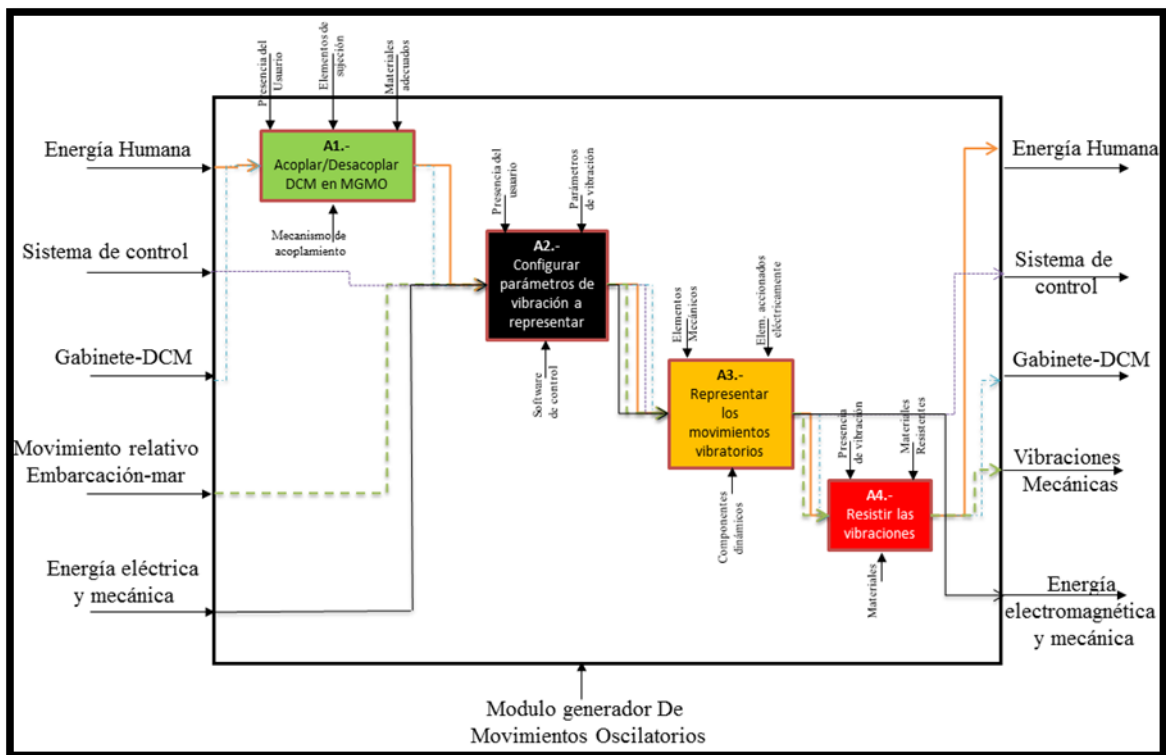 Presencia del
Usuario
Elementos de
sujeción
Materiales
adecuados
Energía Humana
A1.-
Acoplar/Desacoplar
DCM en MGMO
Mecanismo de
acoplamiento
Energía Humana
Presencia del
usuario
Parámetros
de vibración
Sistema de control
A2.-
Configurar
parámetros de
vibración a
representar
Software
de control
Sistema de
control
Elementos
Mecánicos
Elem. accionados
eléctricamente
Gabinete-DCM
A3.-
Representar
los
movimientos
vibratorios
Componentes
dinámicos
Gabinete-DCM
Presencia
de vibración
Materiales
Resistentes
Movimiento relativo
Embarcación-mar
A4.-
Resistir las
vibraciones
Materiales
Vibraciones
Mecánicas
Energía eléctrica
y mecánica
Energía
electromagnética
y mecánica
Modulo generador De
Movimientos Oscilatorios